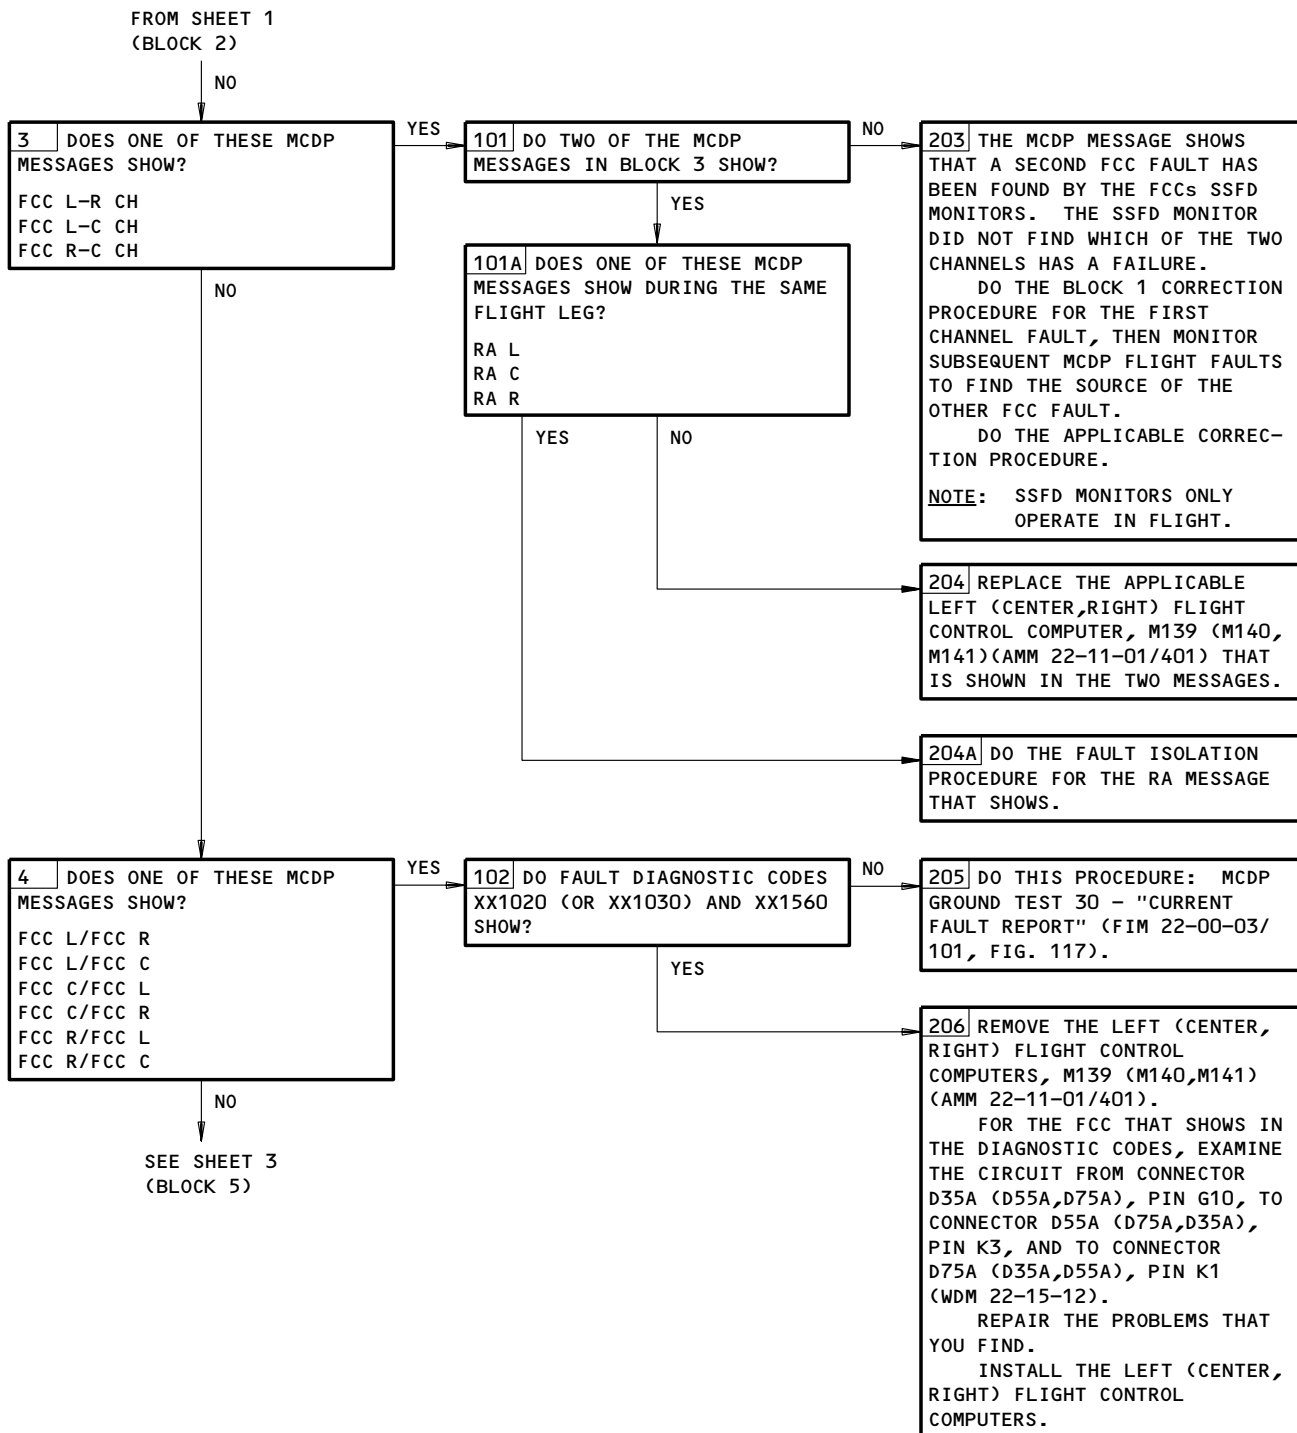 FROM SHEET 1
(BLOCK 2)
NO
3 DOES ONE OF THESE MCDP
MESSAGES SHOW?
FCC L-R CH
FCC L-C CH
FCC R-C CH
YES
NO
101 DO TWO OF THE MCDP
MESSAGES IN BLOCK 3 SHOW?
NO
YES
101A DOES ONE OF THESE MCDP
MESSAGES SHOW DURING THE SAME
FLIGHT LEG?
RA L
RA C
RA R
YES
NO
203 THE MCDP MESSAGE SHOWS
THAT A SECOND FCC FAULT HAS
BEEN FOUND BY THE FCCs SSFD
MONITORS. THE SSFD MONITOR
DID NOT FIND WHICH OF THE TWO
CHANNELS HAS A FAILURE.
DO THE BLOCK 1 CORRECTION
PROCEDURE FOR THE FIRST
CHANNEL FAULT, THEN MONITOR
SUBSEQUENT MCDP FLIGHT FAULTS
TO FIND THE SOURCE OF THE
OTHER FCC FAULT.
DO THE APPLICABLE CORREC-
TION PROCEDURE.
NOTE: SSFD MONITORS ONLY
OPERATE IN FLIGHT.
204 REPLACE THE APPLICABLE
LEFT (CENTER,RIGHT) FLIGHT
CONTROL COMPUTER, M139 (M140,
M141)(AMM 22-11-01/401) THAT
IS SHOWN IN THE TWO MESSAGES.
204A DO THE FAULT ISOLATION
PROCEDURE FOR THE RA MESSAGE
THAT SHOWS.
4 DOES ONE OF THESE MCDP
MESSAGES SHOW?
FCC L/FCC R
FCC L/FCC C
FCC C/FCC L
FCC C/FCC R
FCC R/FCC L
FCC R/FCC C
YES
NO
SEE SHEET 3
(BLOCK 5)
102 DO FAULT DIAGNOSTIC CODES
XX1020 (OR XX1030) AND XX1560
SHOW?
NO
YES
205 DO THIS PROCEDURE: MCDP
GROUND TEST 30 - "CURRENT
FAULT REPORT" (FIM 22-00-03/
101, FIG. 117).
206 REMOVE THE LEFT (CENTER,
RIGHT) FLIGHT CONTROL
COMPUTERS, M139 (M140,M141)
(AMM 22-11-01/401).
FOR THE FCC THAT SHOWS IN
THE DIAGNOSTIC CODES, EXAMINE
THE CIRCUIT FROM CONNECTOR
D35A (D55A,D75A), PIN G10, TO
CONNECTOR D55A (D75A,D35A),
PIN K3, AND TO CONNECTOR
D75A (D35A,D55A), PIN K1
(WDM 22-15-12).
REPAIR THE PROBLEMS THAT
YOU FIND.
INSTALL THE LEFT (CENTER,
RIGHT) FLIGHT CONTROL
COMPUTERS.